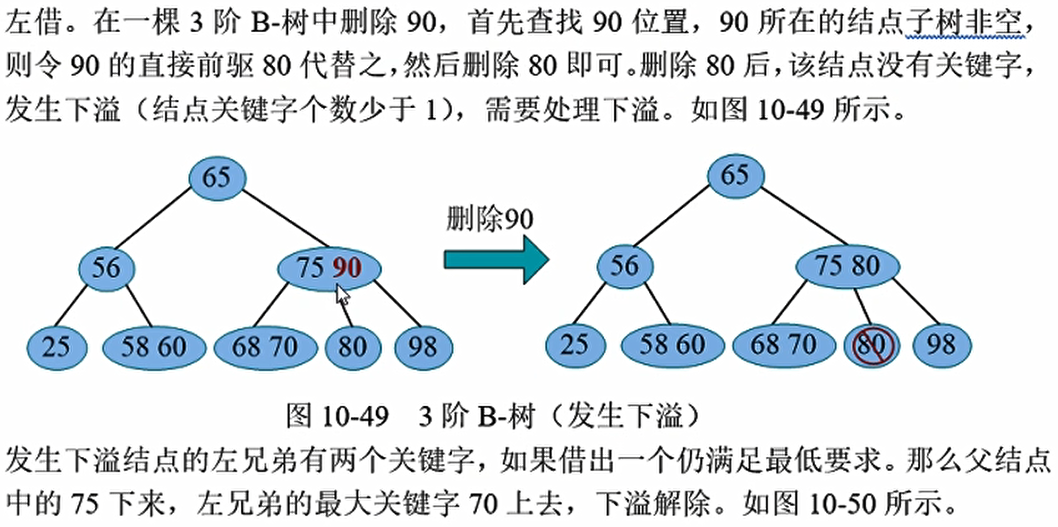 左借。在一棵 3 阶 B-树中删除 90，首先查找 90 位置，90 所在的结点子树非空，
则令 90 的直接前驱 80 代替之，然后删除 80 即可。删除 80 后，该结点没有关键字，
发生下溢（结点关键字个数少于 1），需要处理下溢。如图 10-49 所示。
65
56
75 90
25
58 60
68 70
80
98
删除90
65
56
75 80
25
58 60
68 70
80
98
图 10-49 3 阶 B-树（发生下溢）
发生下溢结点的左兄弟有两个关键字，如果借出一个仍满足最低要求。那么父结点
中的 75 下来，左兄弟的最大关键字 70 上去，下溢解除。如图 10-50 所示。